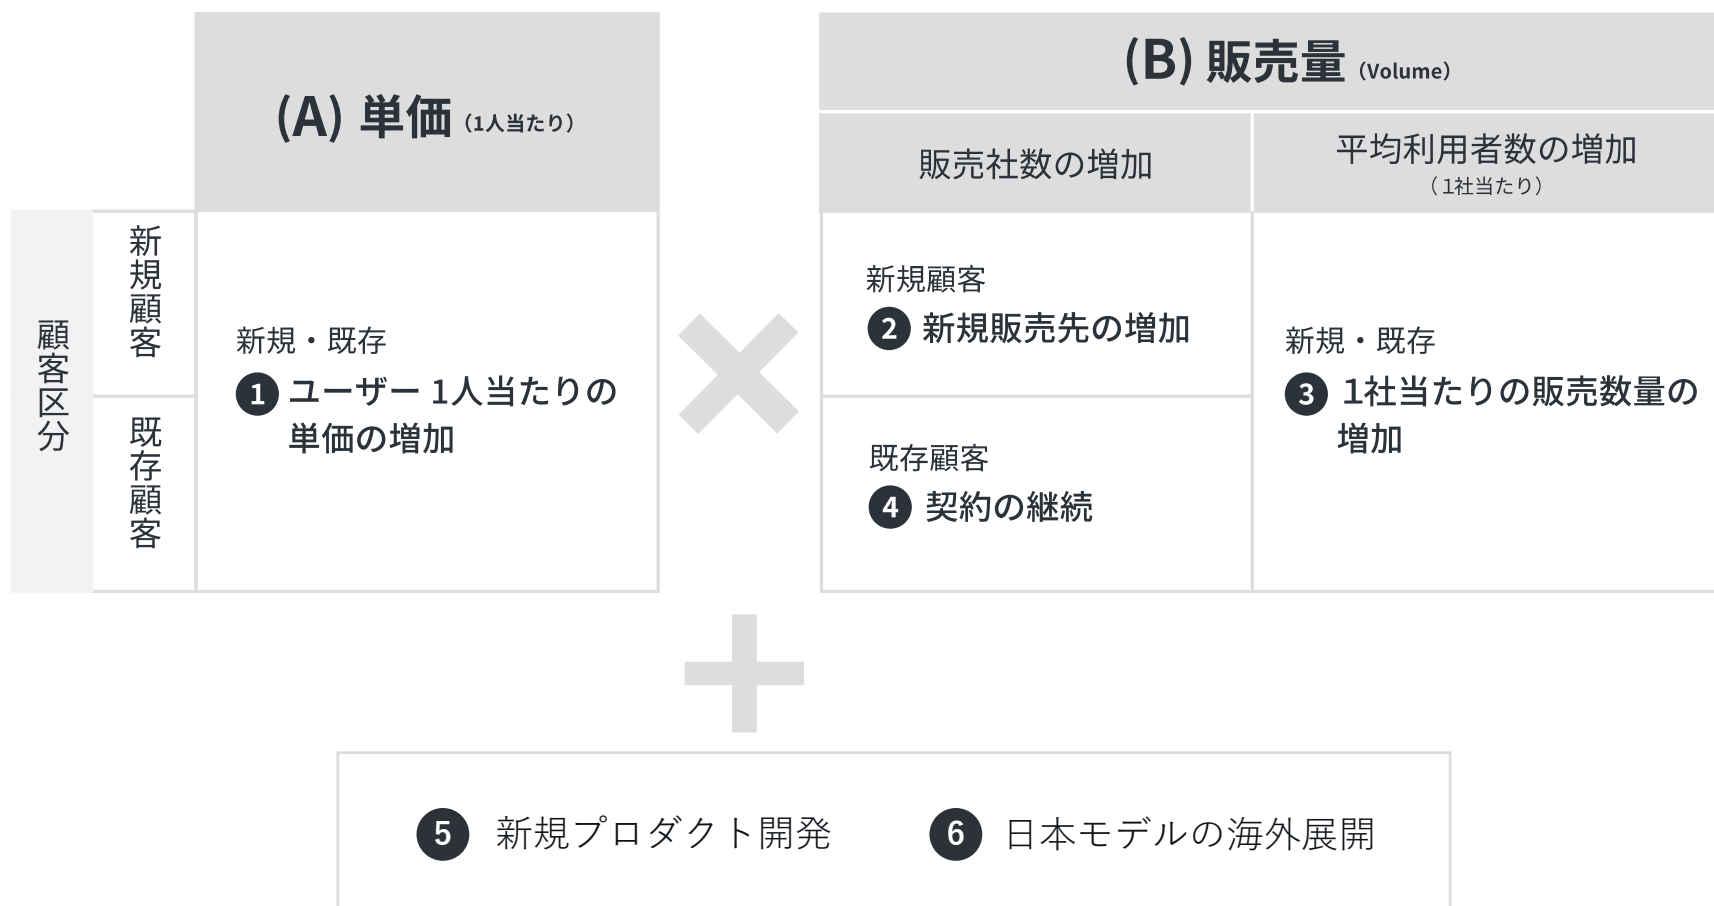 (A) 単価（1人当たり）
(B) 販売量（Volume）
販売社数の増加
平均利用者数の増加
（１社当たり）
顧客区分
新規顧客
既存顧客
新規・既存
1 ユーザー 1人当たりの
単価の増加
新規顧客
2 新規販売先の増加
既存顧客
4 契約の継続
新規・既存
3 １社当たりの販売数量の
増加
5 新規プロダクト開発
6 日本モデルの海外展開